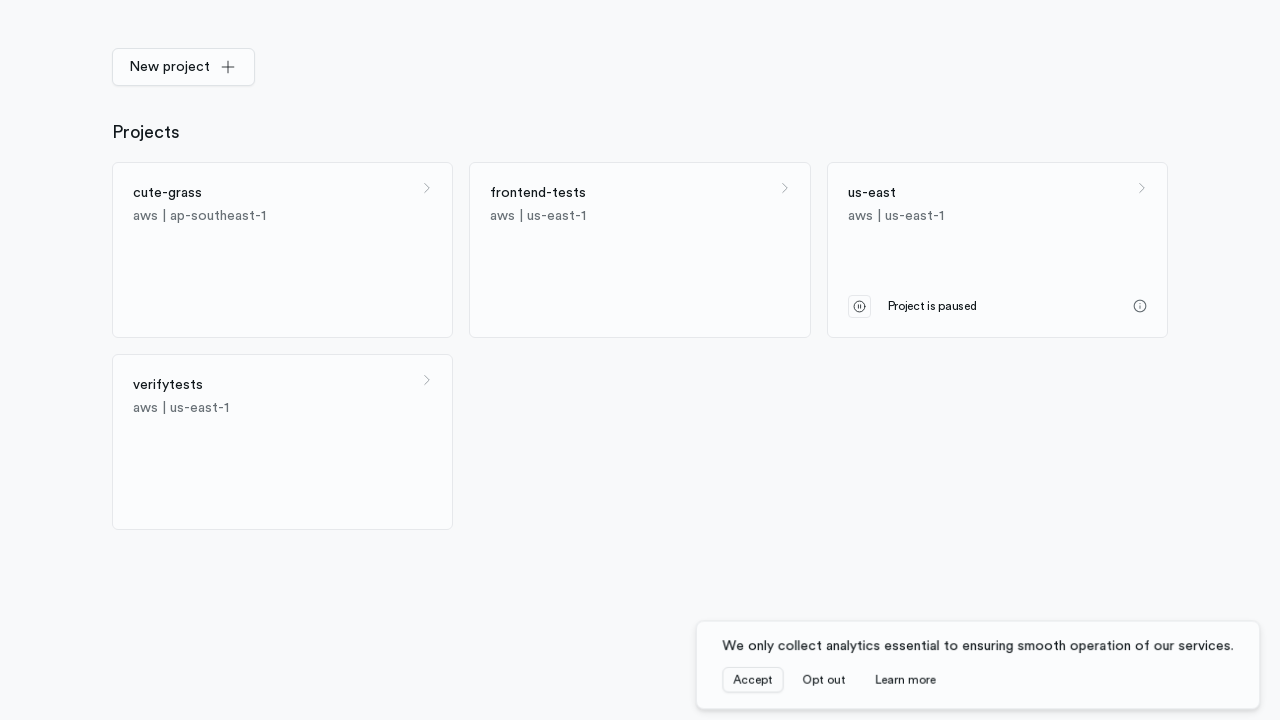 New project
Projects
cute-grass
aws | ap-southeast-1
frontend-tests
aws | us-east-1
us-east
aws | us-east-1
Project is paused
verifytests
aws | us-east-1
We only collect analytics essential to ensuring smooth operation of our services.
Accept Opt out Learn more